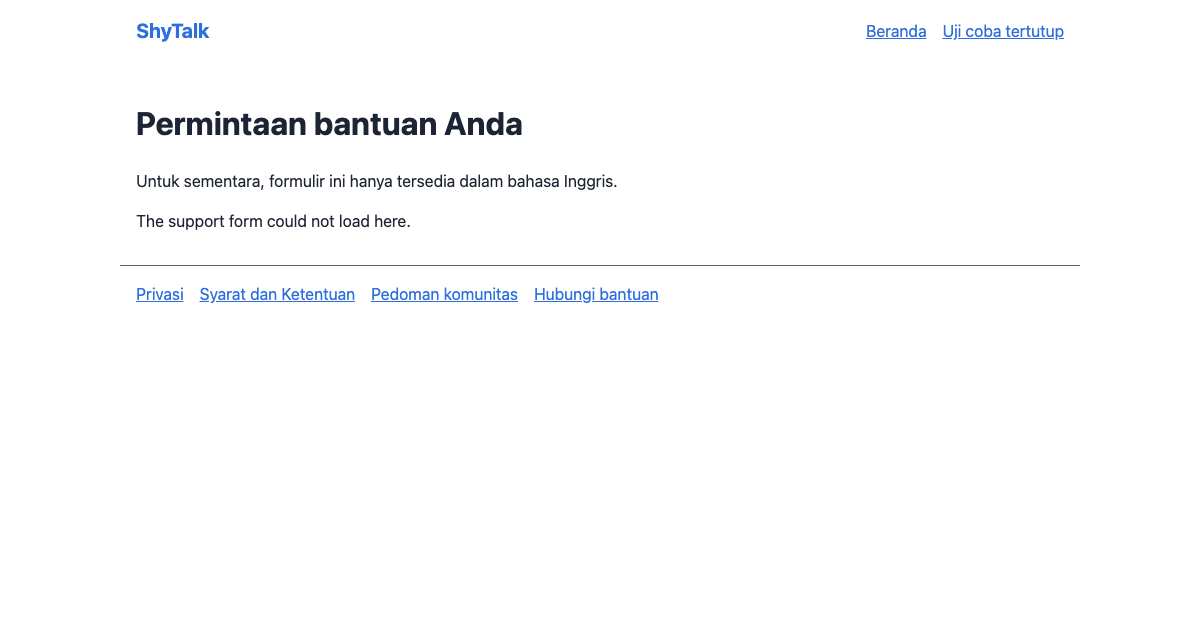 ShyTalk
Beranda Uji coba tertutup
Permintaan bantuan Anda
Untuk sementara, formulir ini hanya tersedia dalam bahasa Inggris.
The support form could not load here.
Privasi Syarat dan Ketentuan Pedoman komunitas Hubungi bantuan